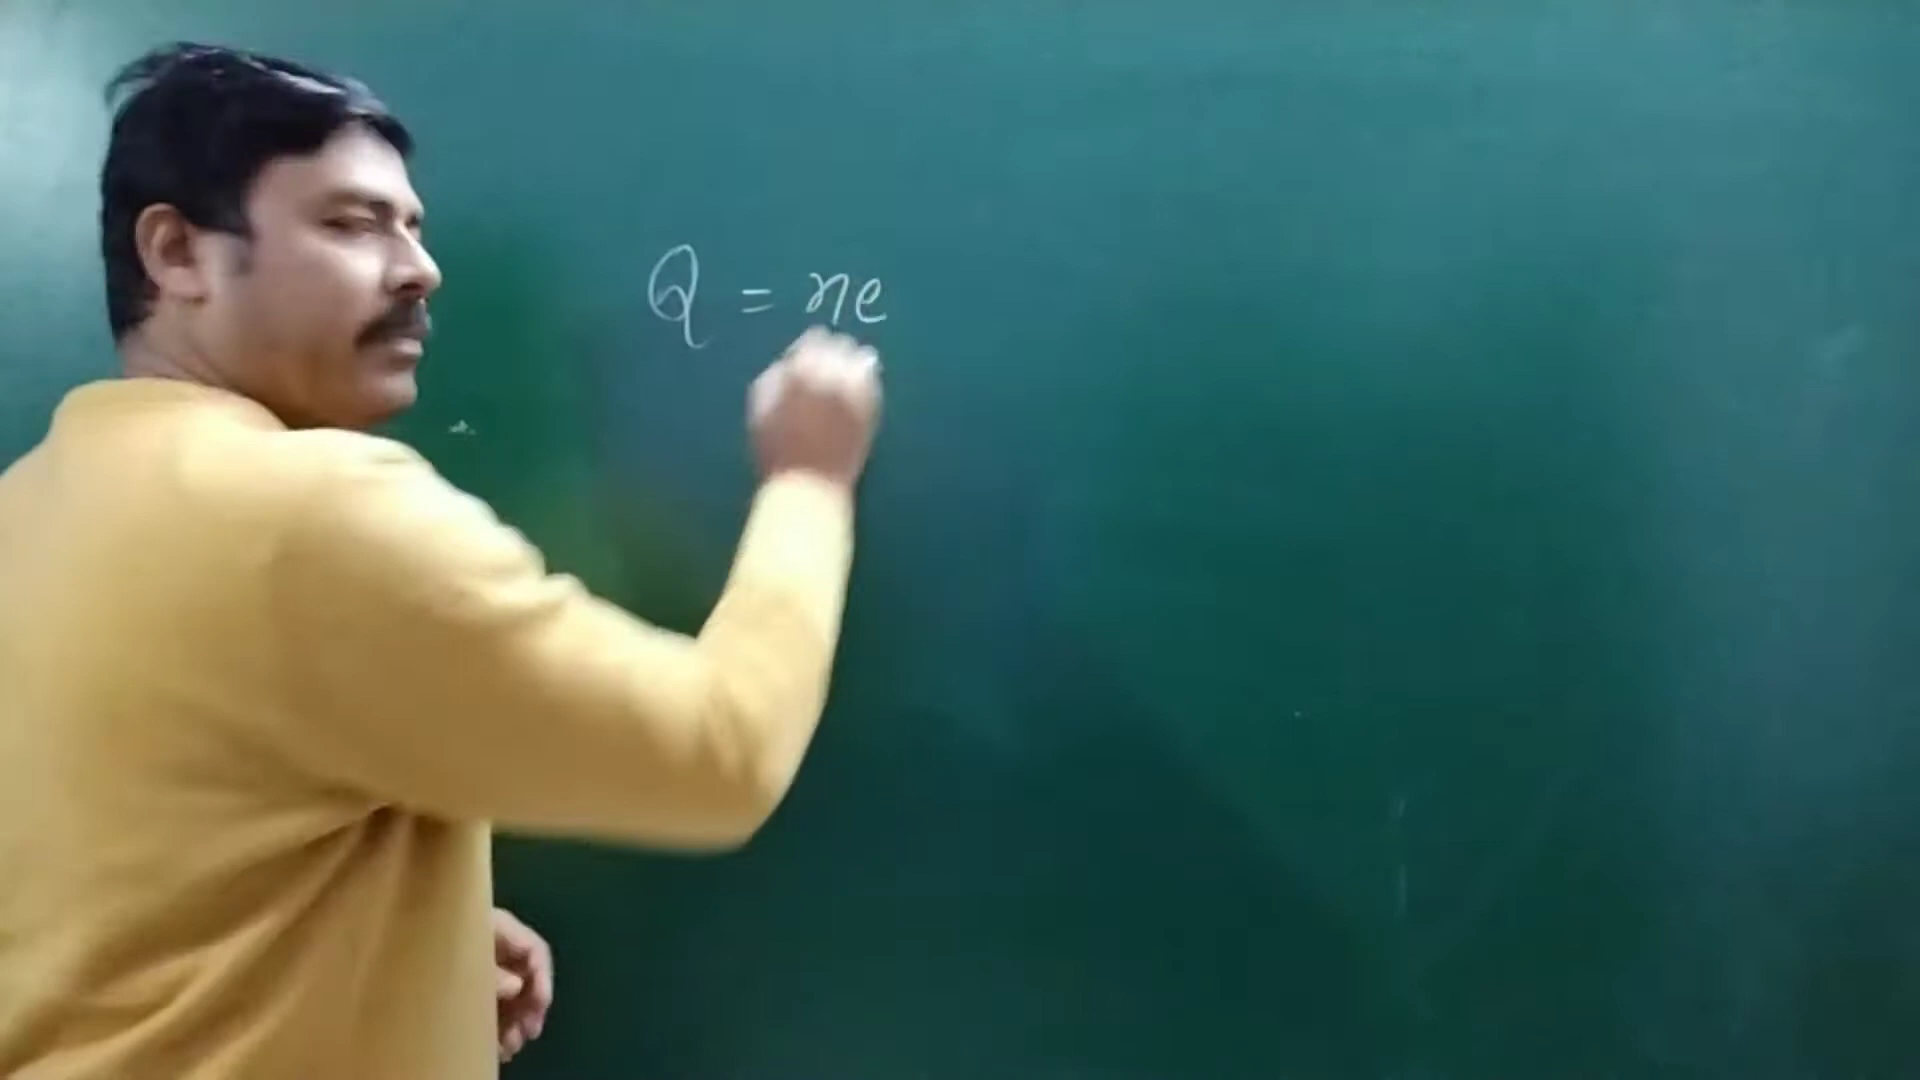 Q = ne